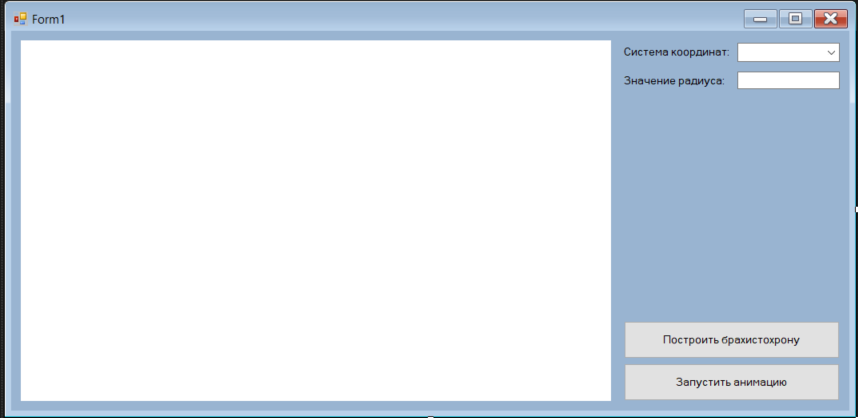 Form1
Система координат:
Значение радиуса:
Построить брахистохрону
Запустить анимацию